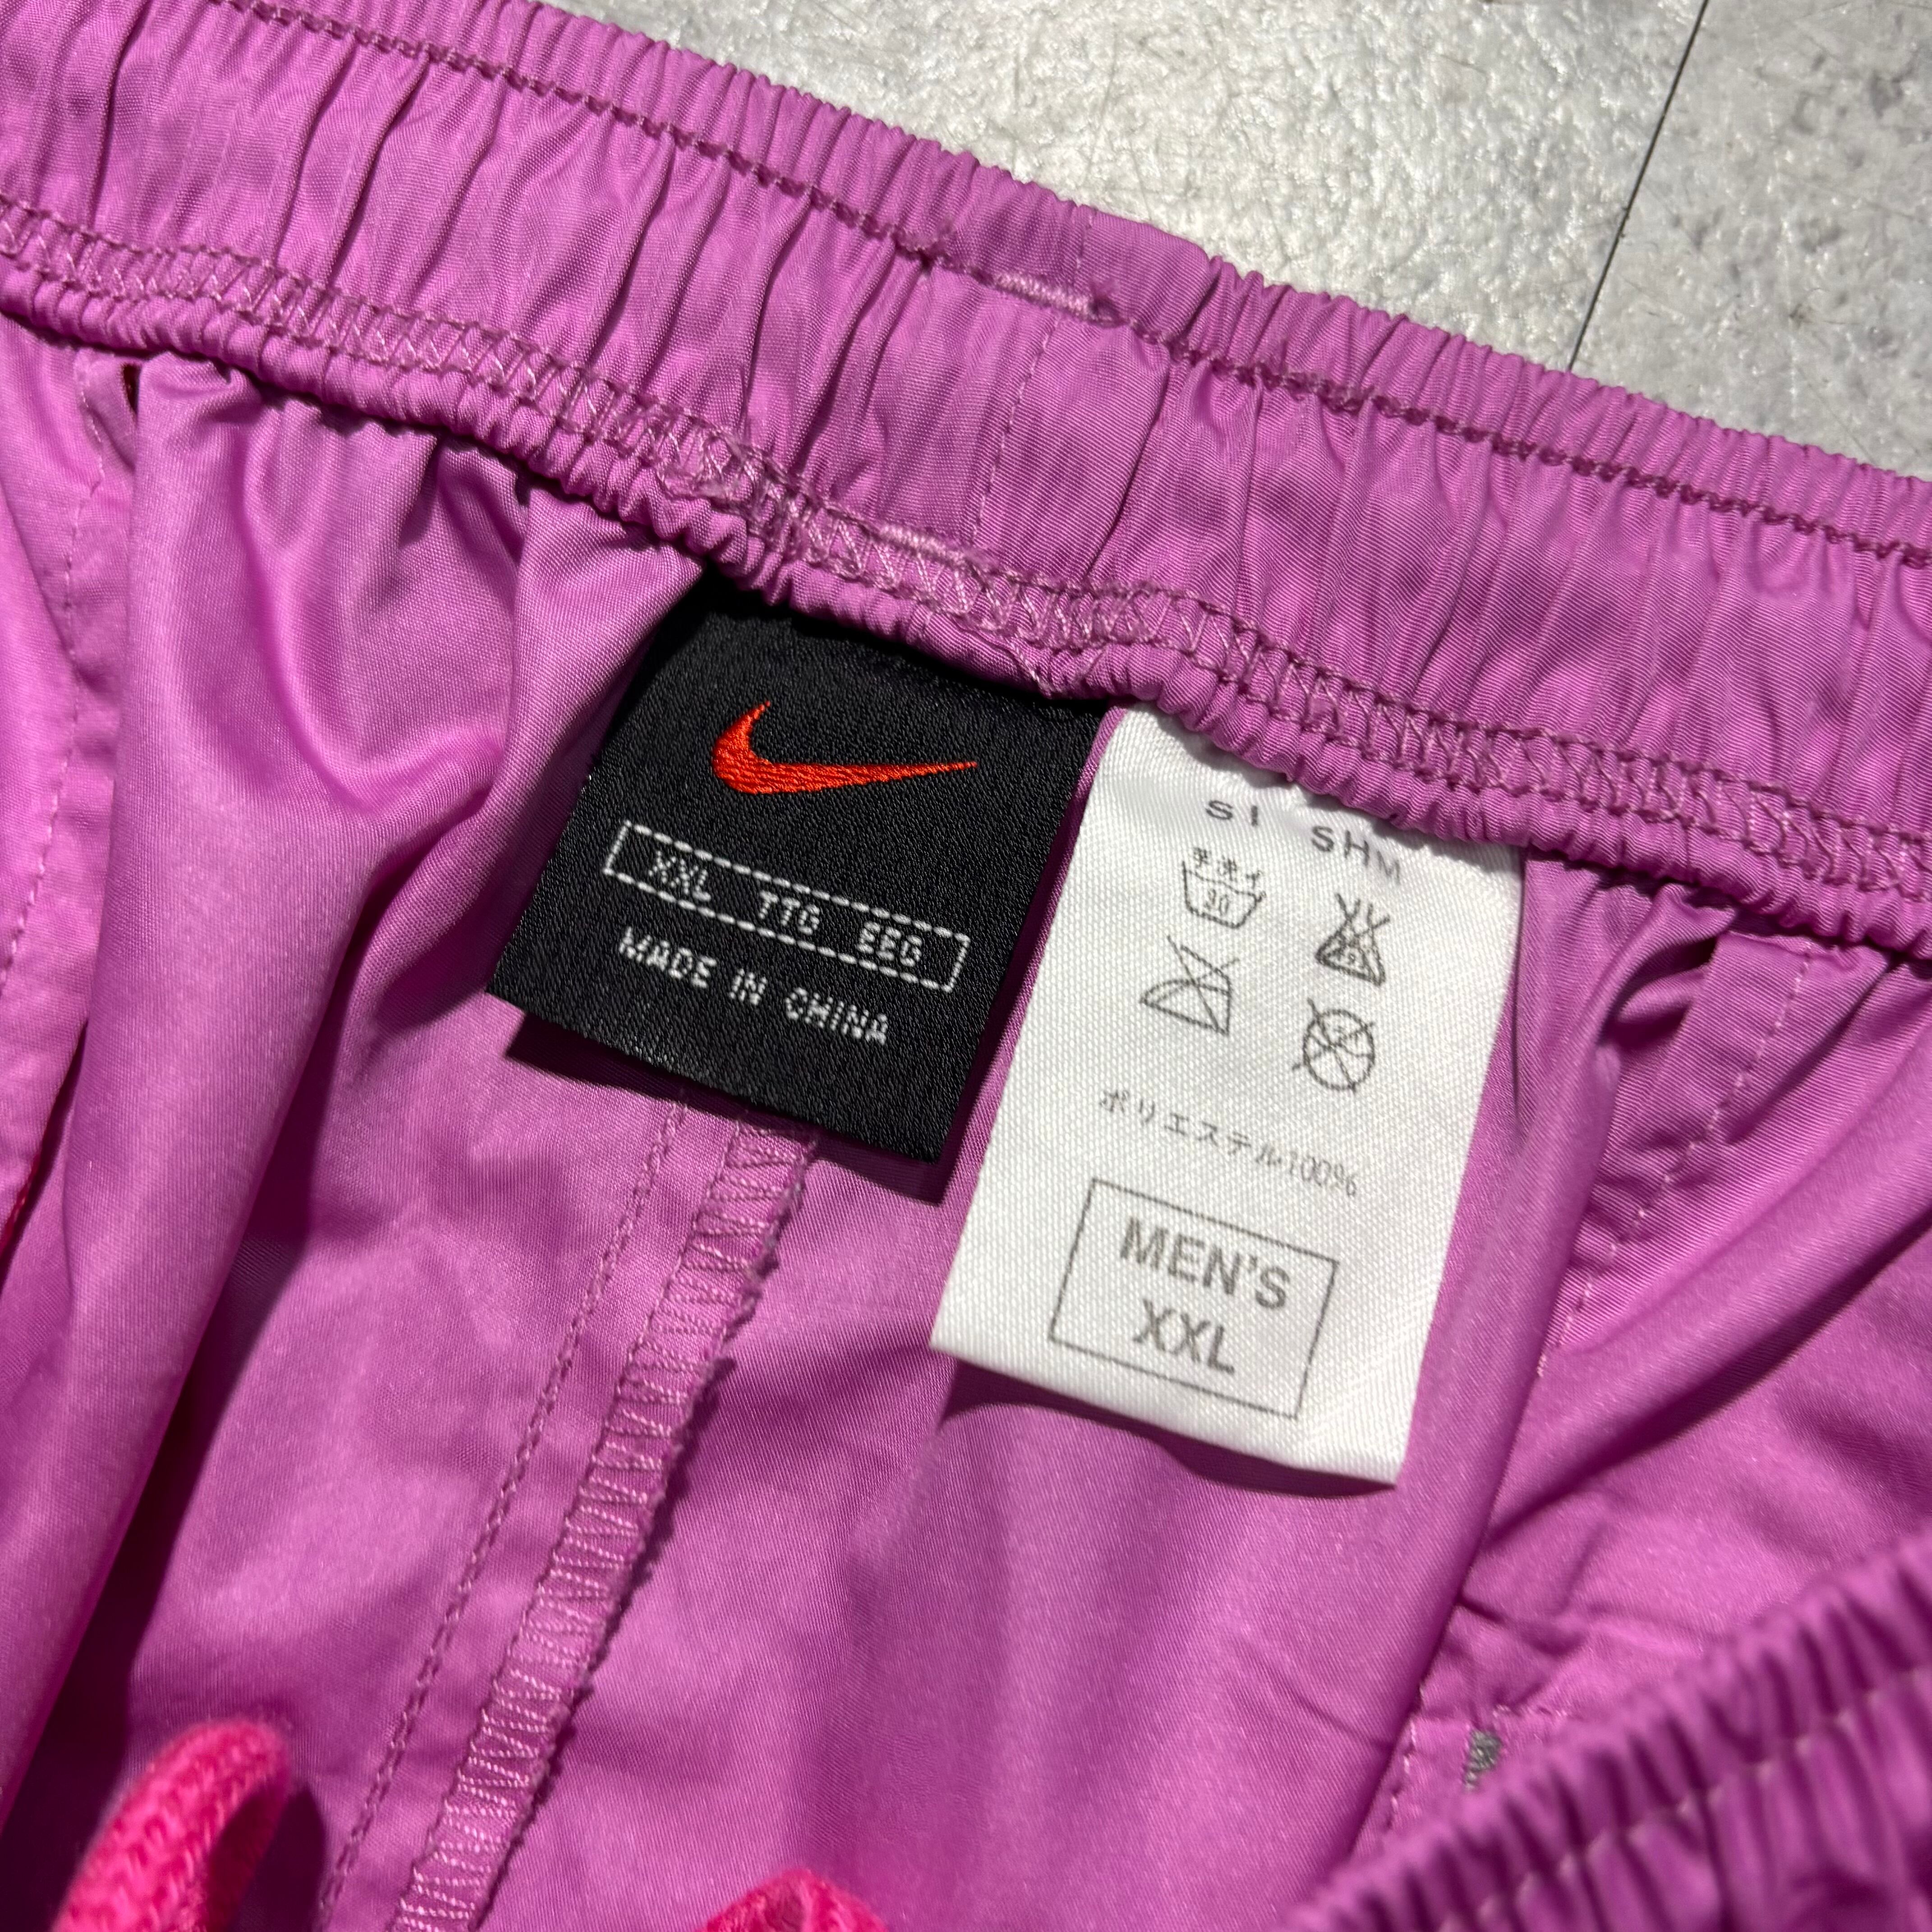 XXL TTG EEG
MADE IN CHINA
SI SHM
手洗イ
30
ポリエステル100%
MEN'S
XXL